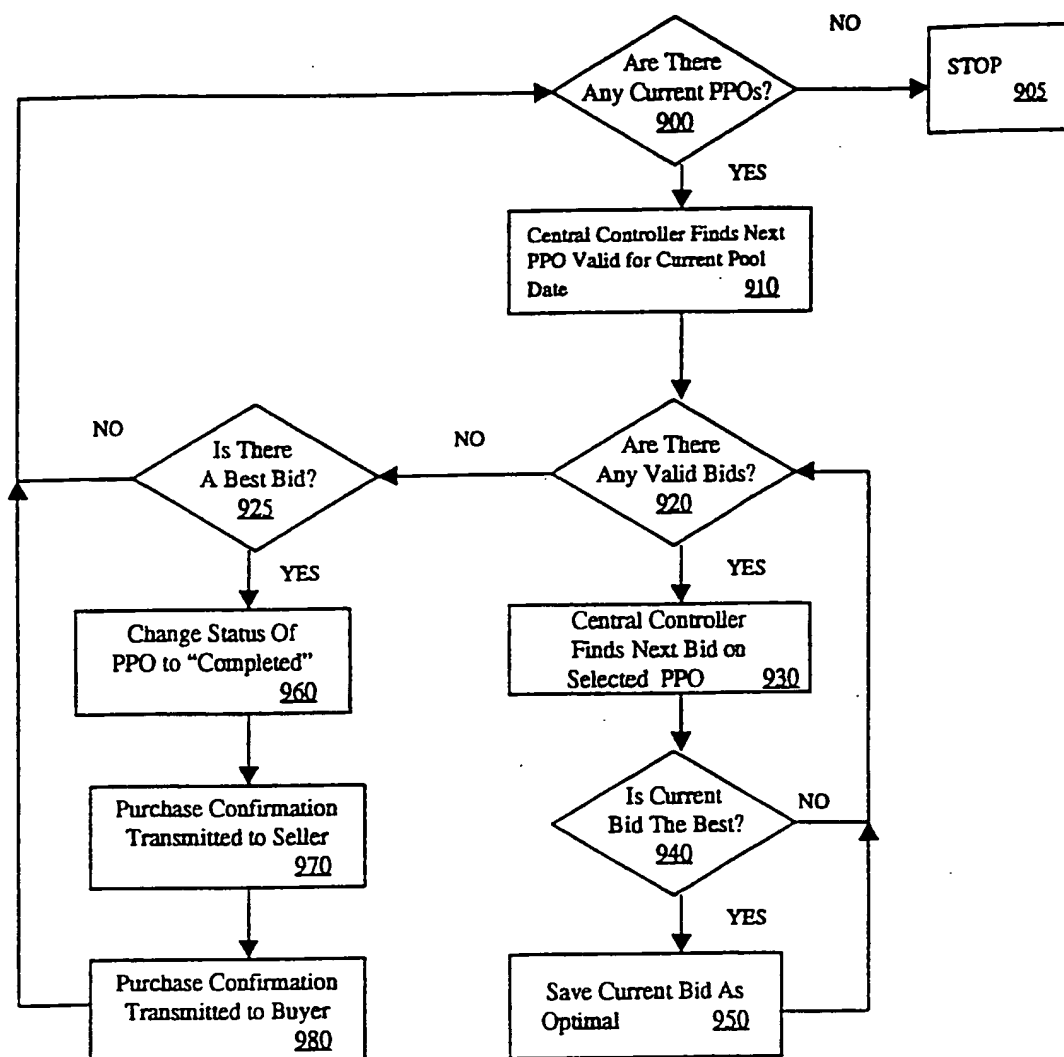 NO
Are There
Any Current PPOs?
900
STOP
905
YES
Central Controller Finds Next
PPO Valid for Current Pool
Date 910
NO
Is There
A Best Bid?
925
NO
Are There
Any Valid Bids?
920
YES
YES
Change Status Of
PPO to “Completed”
960
Central Controller
Finds Next Bid on
Selected PPO 930
Purchase Confirmation
Transmitted to Seller
970
Is Current
Bid The Best?
940
NO
YES
Purchase Confirmation
Transmitted to Buyer
980
Save Current Bid As
Optimal 950